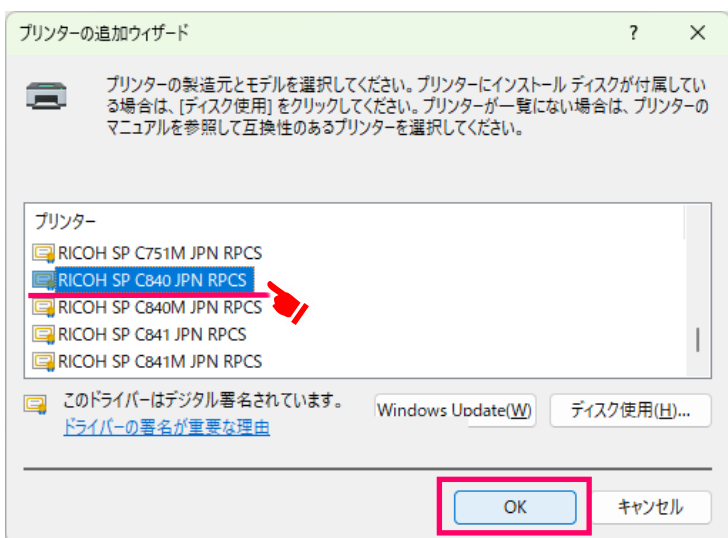 プリンターの追加ウィザード
?
プリンターの製造元とモデルを選択してください。プリンターにインストール ディスクが付属してい
る場合は、[ディスク使用] をクリックしてください。プリンターが一覧にない場合は、プリンターの
マニュアルを参照して互換性のあるプリンターを選択してください。
プリンター
RICOH SP C751M JPN RPCS
RICOH SP C840 JPN RPCS
RICOH SP C840M JPN RPCS
RICOH SP C841 JPN RPCS
RICOH SP C841M JPN RPCS
このドライバーはデジタル署名されています。
ドライバーの署名が重要な理由
Windows Update(W)
ディスク使用(H)...
OK
キャンセル